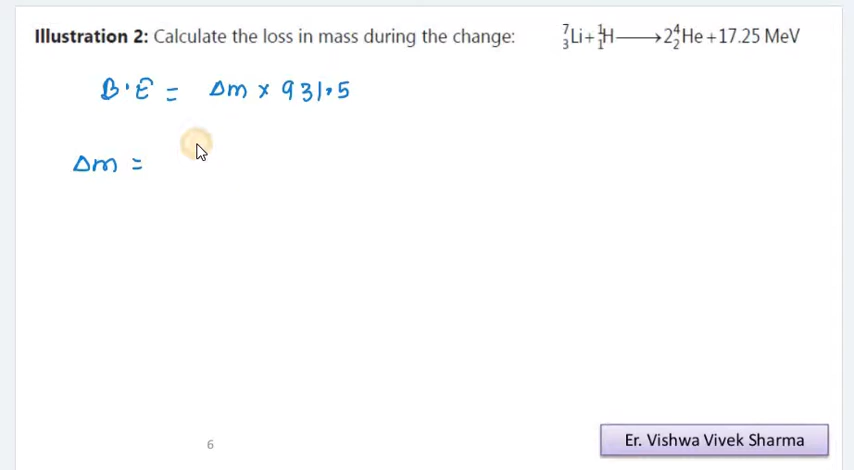 Illustration 2: Calculate the loss in mass during the change: ⁷₃Li + ¹₁H ⟶ 2⁴₂He + 17.25 MeV
B.E = Δm × 931.5
Δm =
6
Er. Vishwa Vivek Sharma